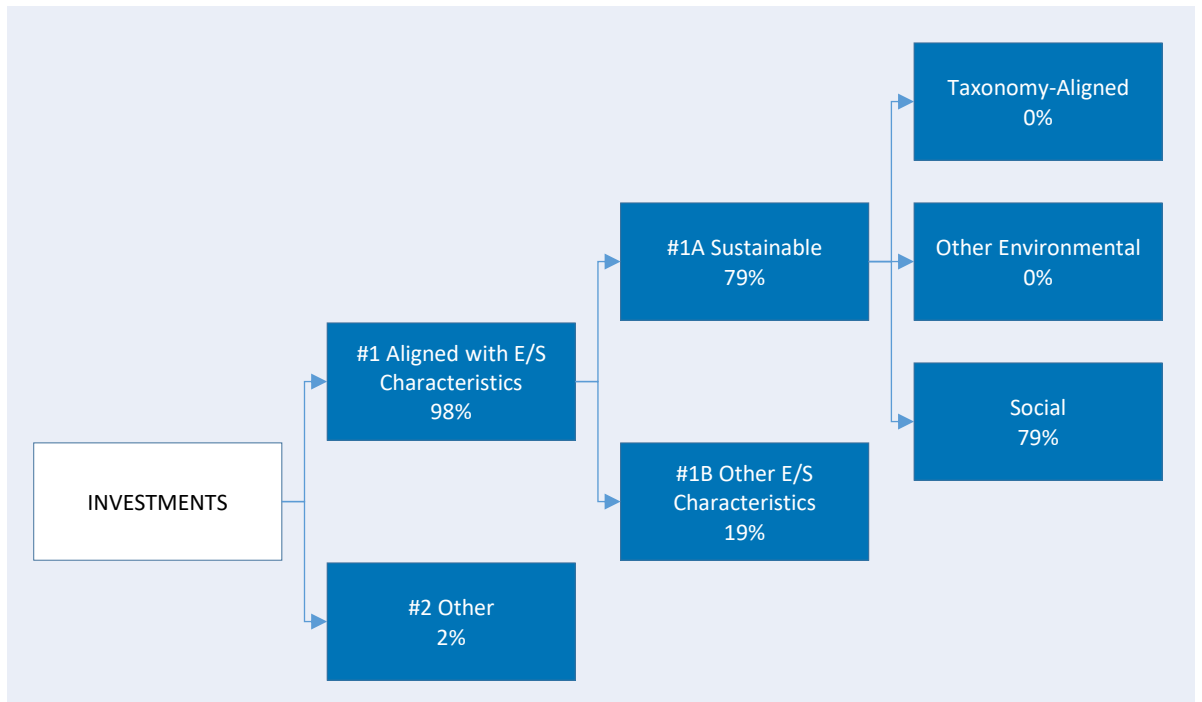 INVESTMENTS
#1 Aligned with E/S
Characteristics
98%
#2 Other
2%
#1A Sustainable
79%
#1B Other E/S
Characteristics
19%
Taxonomy-Aligned
0%
Other Environmental
0%
Social
79%